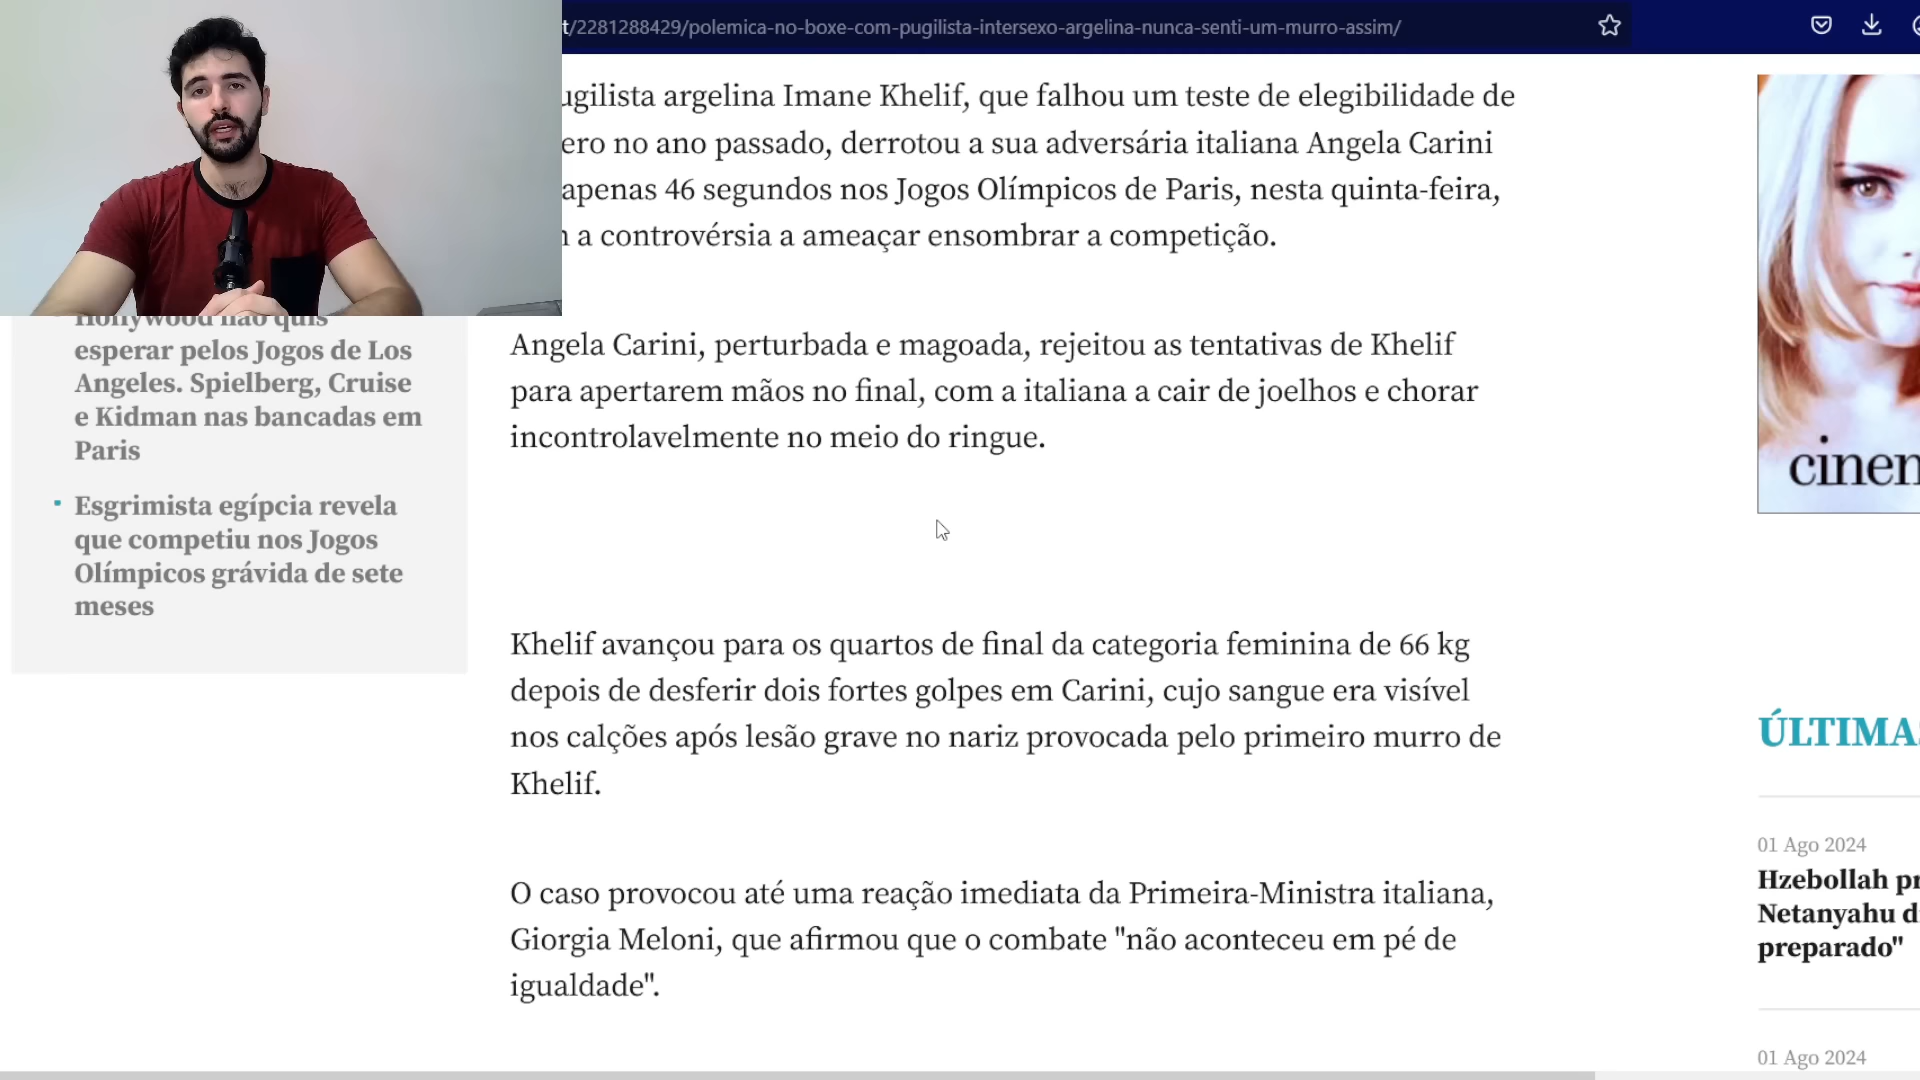 /2281288429/polemica-no-boxe-com-pugilista-intersexo-argelina-nunca-senti-um-murro-assim/
argelina Imane Khelif, que falhou um teste de elegibilidade de
no ano passado, derrotou a sua adversária italiana Angela Carini
apenas 46 segundos nos Jogos Olímpicos de Paris, nesta quinta-feira,
a controvérsia a ameaçar ensombrar a competição.
Angela Carini, perturbada e magoada, rejeitou as tentativas de Khelif
para apertarem mãos no final, com a italiana a cair de joelhos e chorar
incontrolavelmente no meio do ringue.
Khelif avançou para os quartos de final da categoria feminina de 66 kg
depois de desferir dois fortes golpes em Carini, cujo sangue era visível
nos calções após lesão grave no nariz provocada pelo primeiro murro de
Khelif.
O caso provocou até uma reação imediata da Primeira-Ministra italiana,
Giorgia Meloni, que afirmou que o combate "não aconteceu em pé de
igualdade".
Hollywood não quis
esperar pelos Jogos de Los
Angeles. Spielberg, Cruise
e Kidman nas bancadas em
Paris
Esgrimista egípcia revela
que competiu nos Jogos
Olímpicos grávida de sete
meses
cinem
ÚLTIMAS
01 Ago 2024
Hzebollah pr
Netanyahu d
preparado"
01 Ago 2024